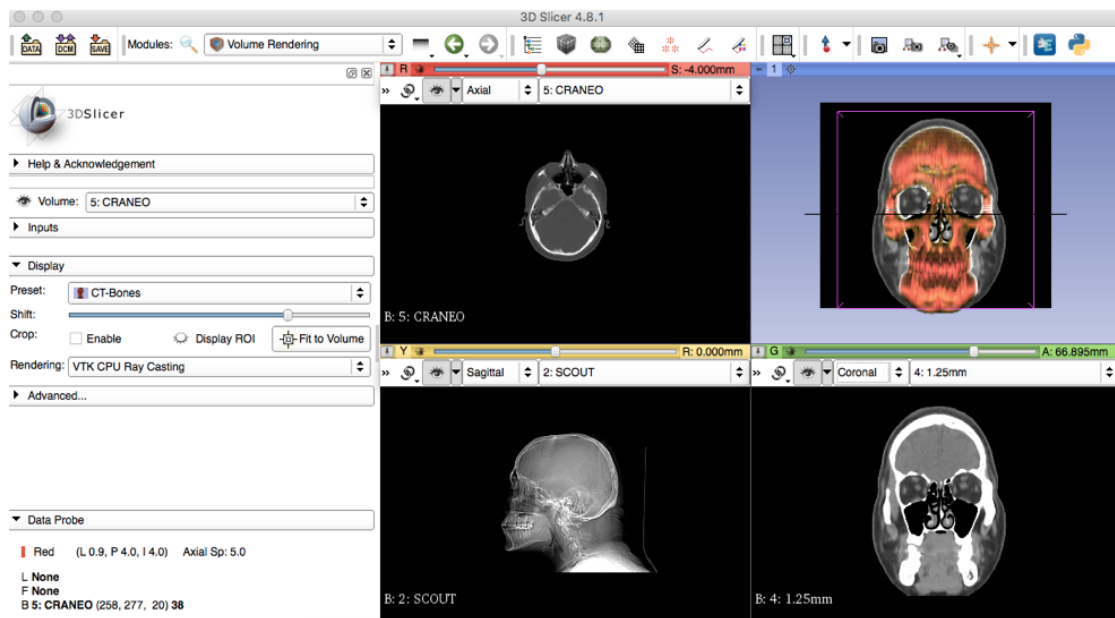 3D Slicer 4.8.1
DATA DCM SAVE Modules: Volume Rendering
R S: -4.000mm 1
Axial 5: CRANEO
3DSlicer
Help & Acknowledgement
Volume: 5: CRANEO
Inputs
Display
Preset: CT-Bones
Shift:
Crop: Enable Display ROI Fit to Volume
Rendering: VTK CPU Ray Casting
Advanced...
B: 5: CRANEO
Y R: 0.000mm G A: 66.895mm
Sagittal 2: SCOUT Coronal 4: 1.25mm
Data Probe
Red (L 0.9, P 4.0, I 4.0) Axial Sp: 5.0
L None
F None
B 5: CRANEO (258, 277, 20) 38
B: 2: SCOUT B: 4: 1.25mm